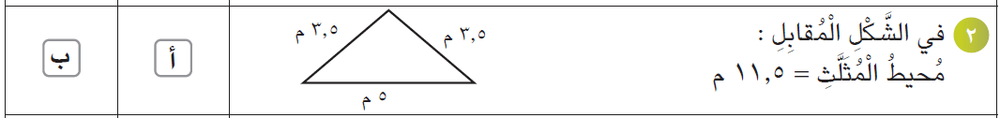 ٢ في الشَّكْلِ الْمُقابِلِ :
مُحيطُ الْمُثَلَّثِ = ١١,٥ م
٣,٥ م
٣,٥ م
٥ م
أ
ب